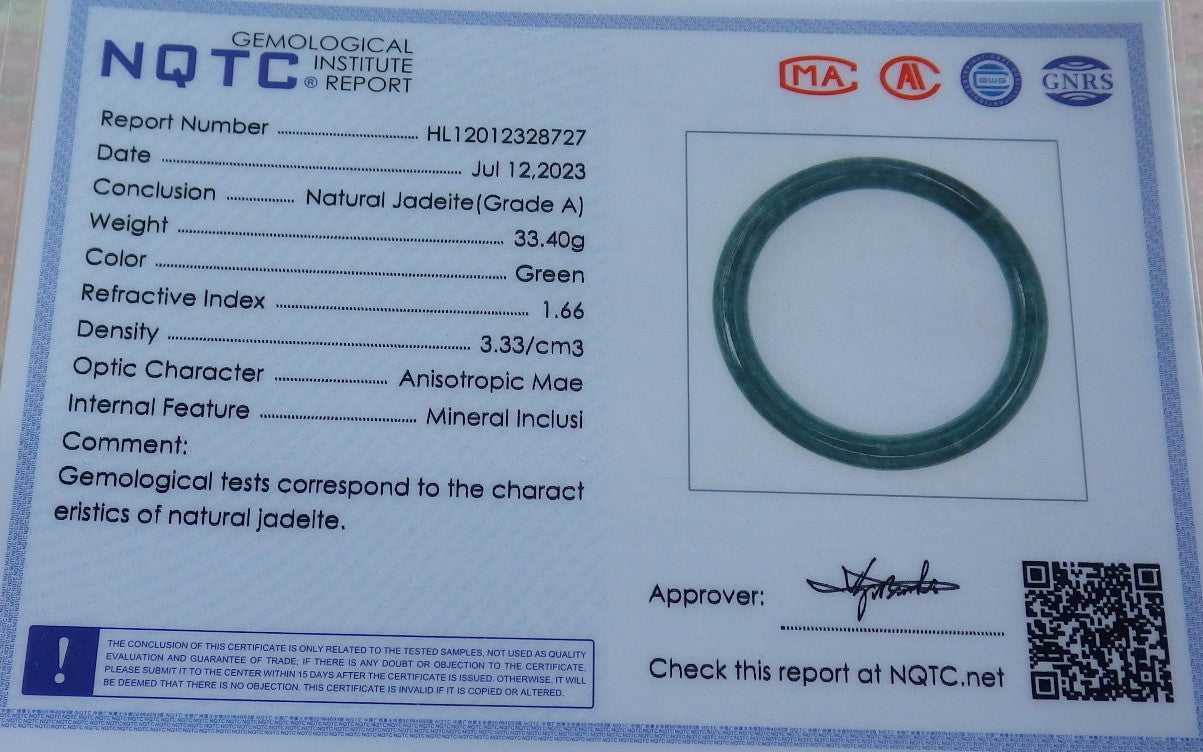 GEMOLOGICAL
NQTC® INSTITUTE
REPORT
MA
GNRS
Report Number ........ HL12012328727
Date ........ Jul 12,2023
Conclusion ........ Natural Jadeite(Grade A)
Weight ........ 33.40g
Color ........ Green
Refractive Index ........ 1.66
Density ........ 3.33/cm3
Optic Character ........ Anisotropic Mae
Internal Feature ........ Mineral Inclusi
Comment:
Gemological tests correspond to the charact
eristics of natural jadeite.
! THE CONCLUSION OF THIS CERTIFICATE IS ONLY RELATED TO THE TESTED SAMPLES, NOT USED AS QUALITY
EVALUATION AND GUARANTEE OF TRADE; IF THERE IS ANY DOUBT OR OBJECTION TO THE CERTIFICATE,
PLEASE SUBMIT IT TO THE CENTER WITHIN 15 DAYS AFTER THE CERTIFICATE IS ISSUED. OTHERWISE, IT WILL
BE DEEMED THAT THERE IS NO OBJECTION. THIS CERTIFICATE IS INVALID IF IT IS COPIED OR ALTERED.
Approver:
Check this report at NQTC.net